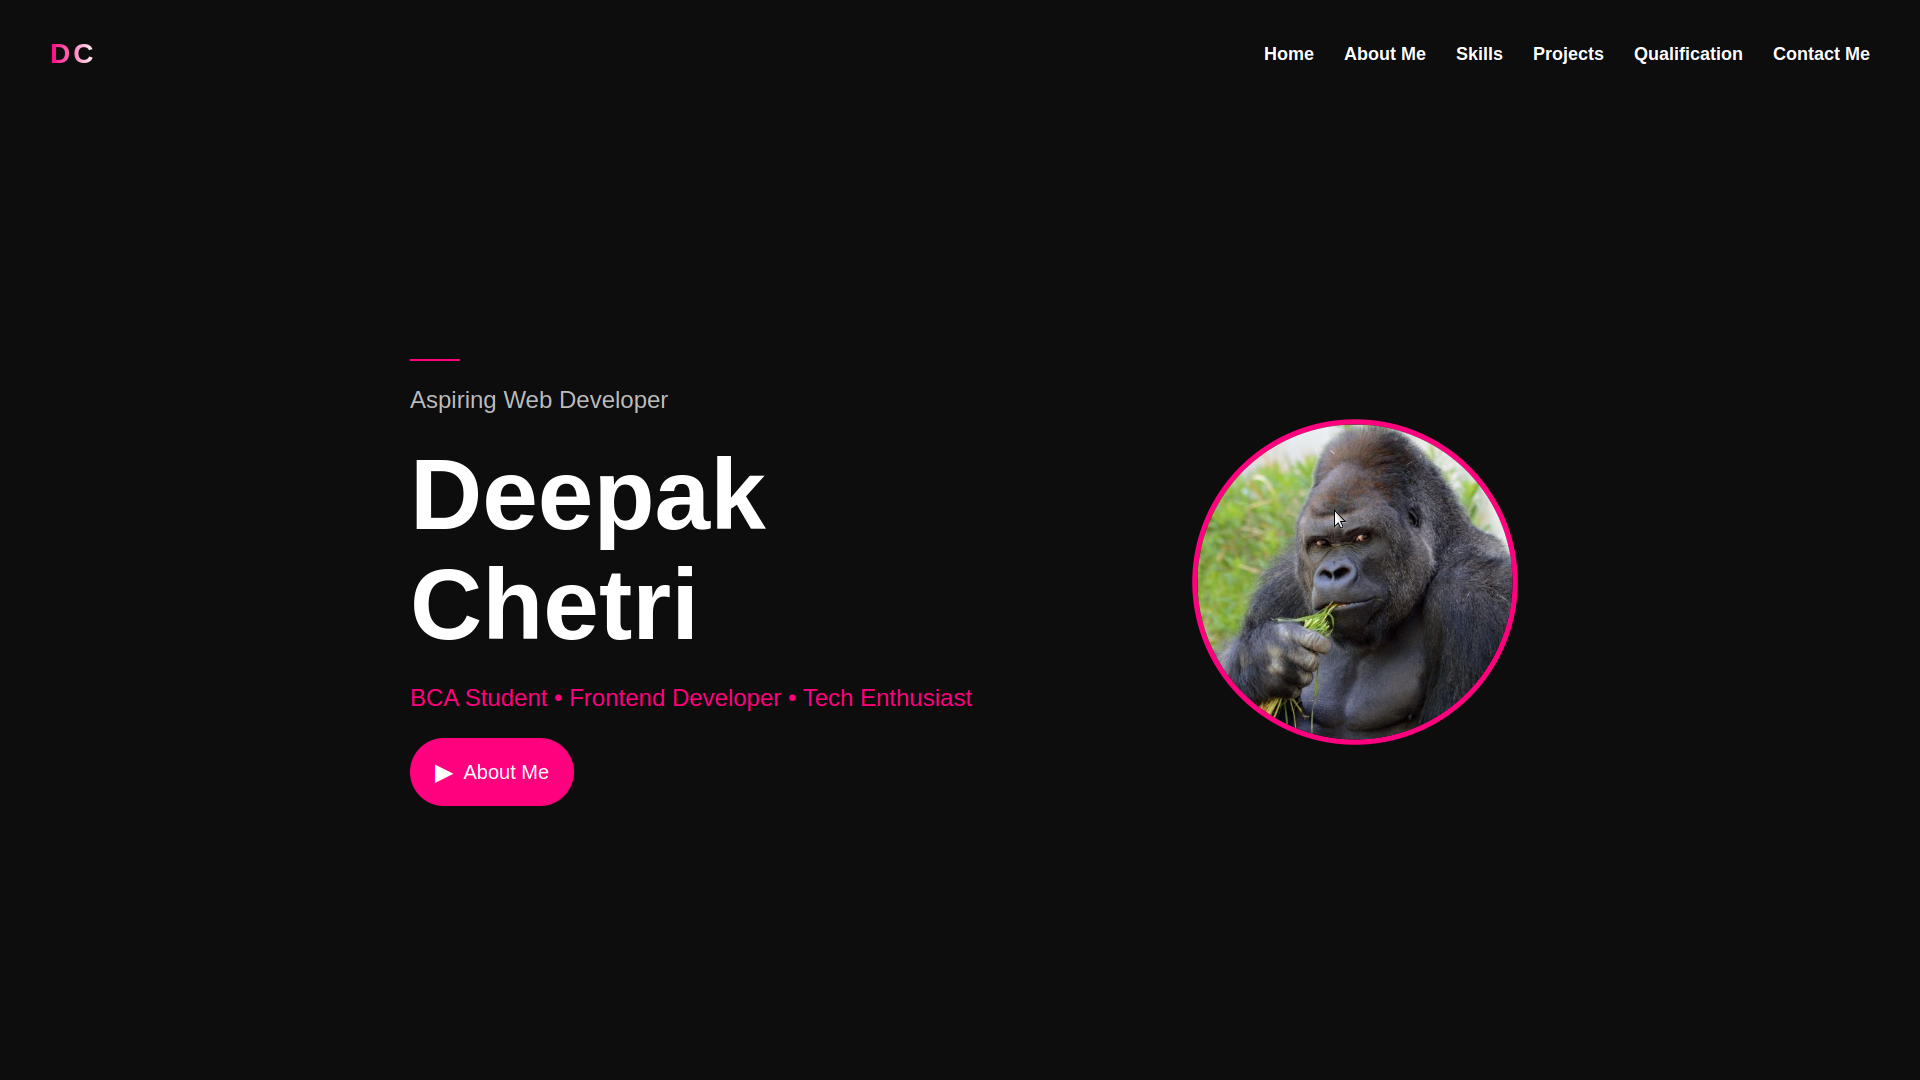 DC
Home About Me Skills Projects Qualification Contact Me
Aspiring Web Developer
Deepak
Chetri
BCA Student • Frontend Developer • Tech Enthusiast
▶ About Me